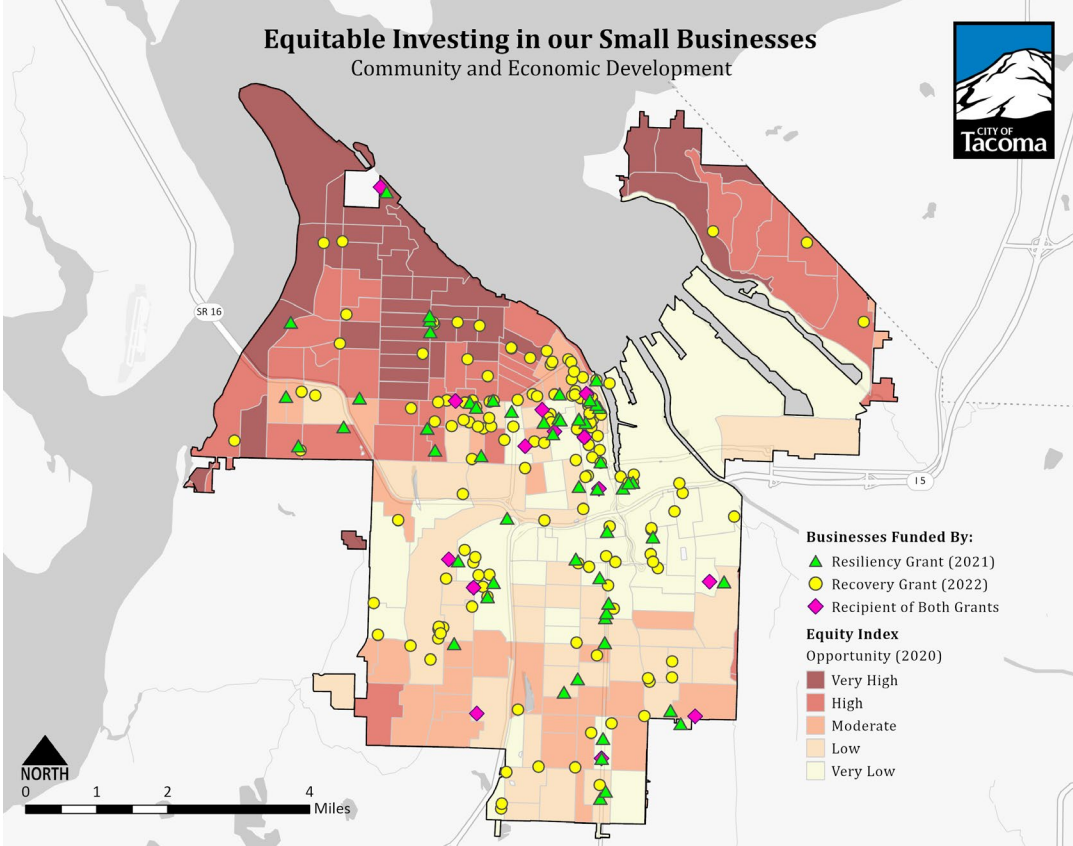 Equitable Investing in our Small Businesses
Community and Economic Development
CITY OF
Tacoma
SR 16
I 5
Businesses Funded By:
Resiliency Grant (2021)
Recovery Grant (2022)
Recipient of Both Grants
Equity Index
Opportunity (2020)
Very High
High
Moderate
Low
Very Low
NORTH
0 1 2 4
Miles